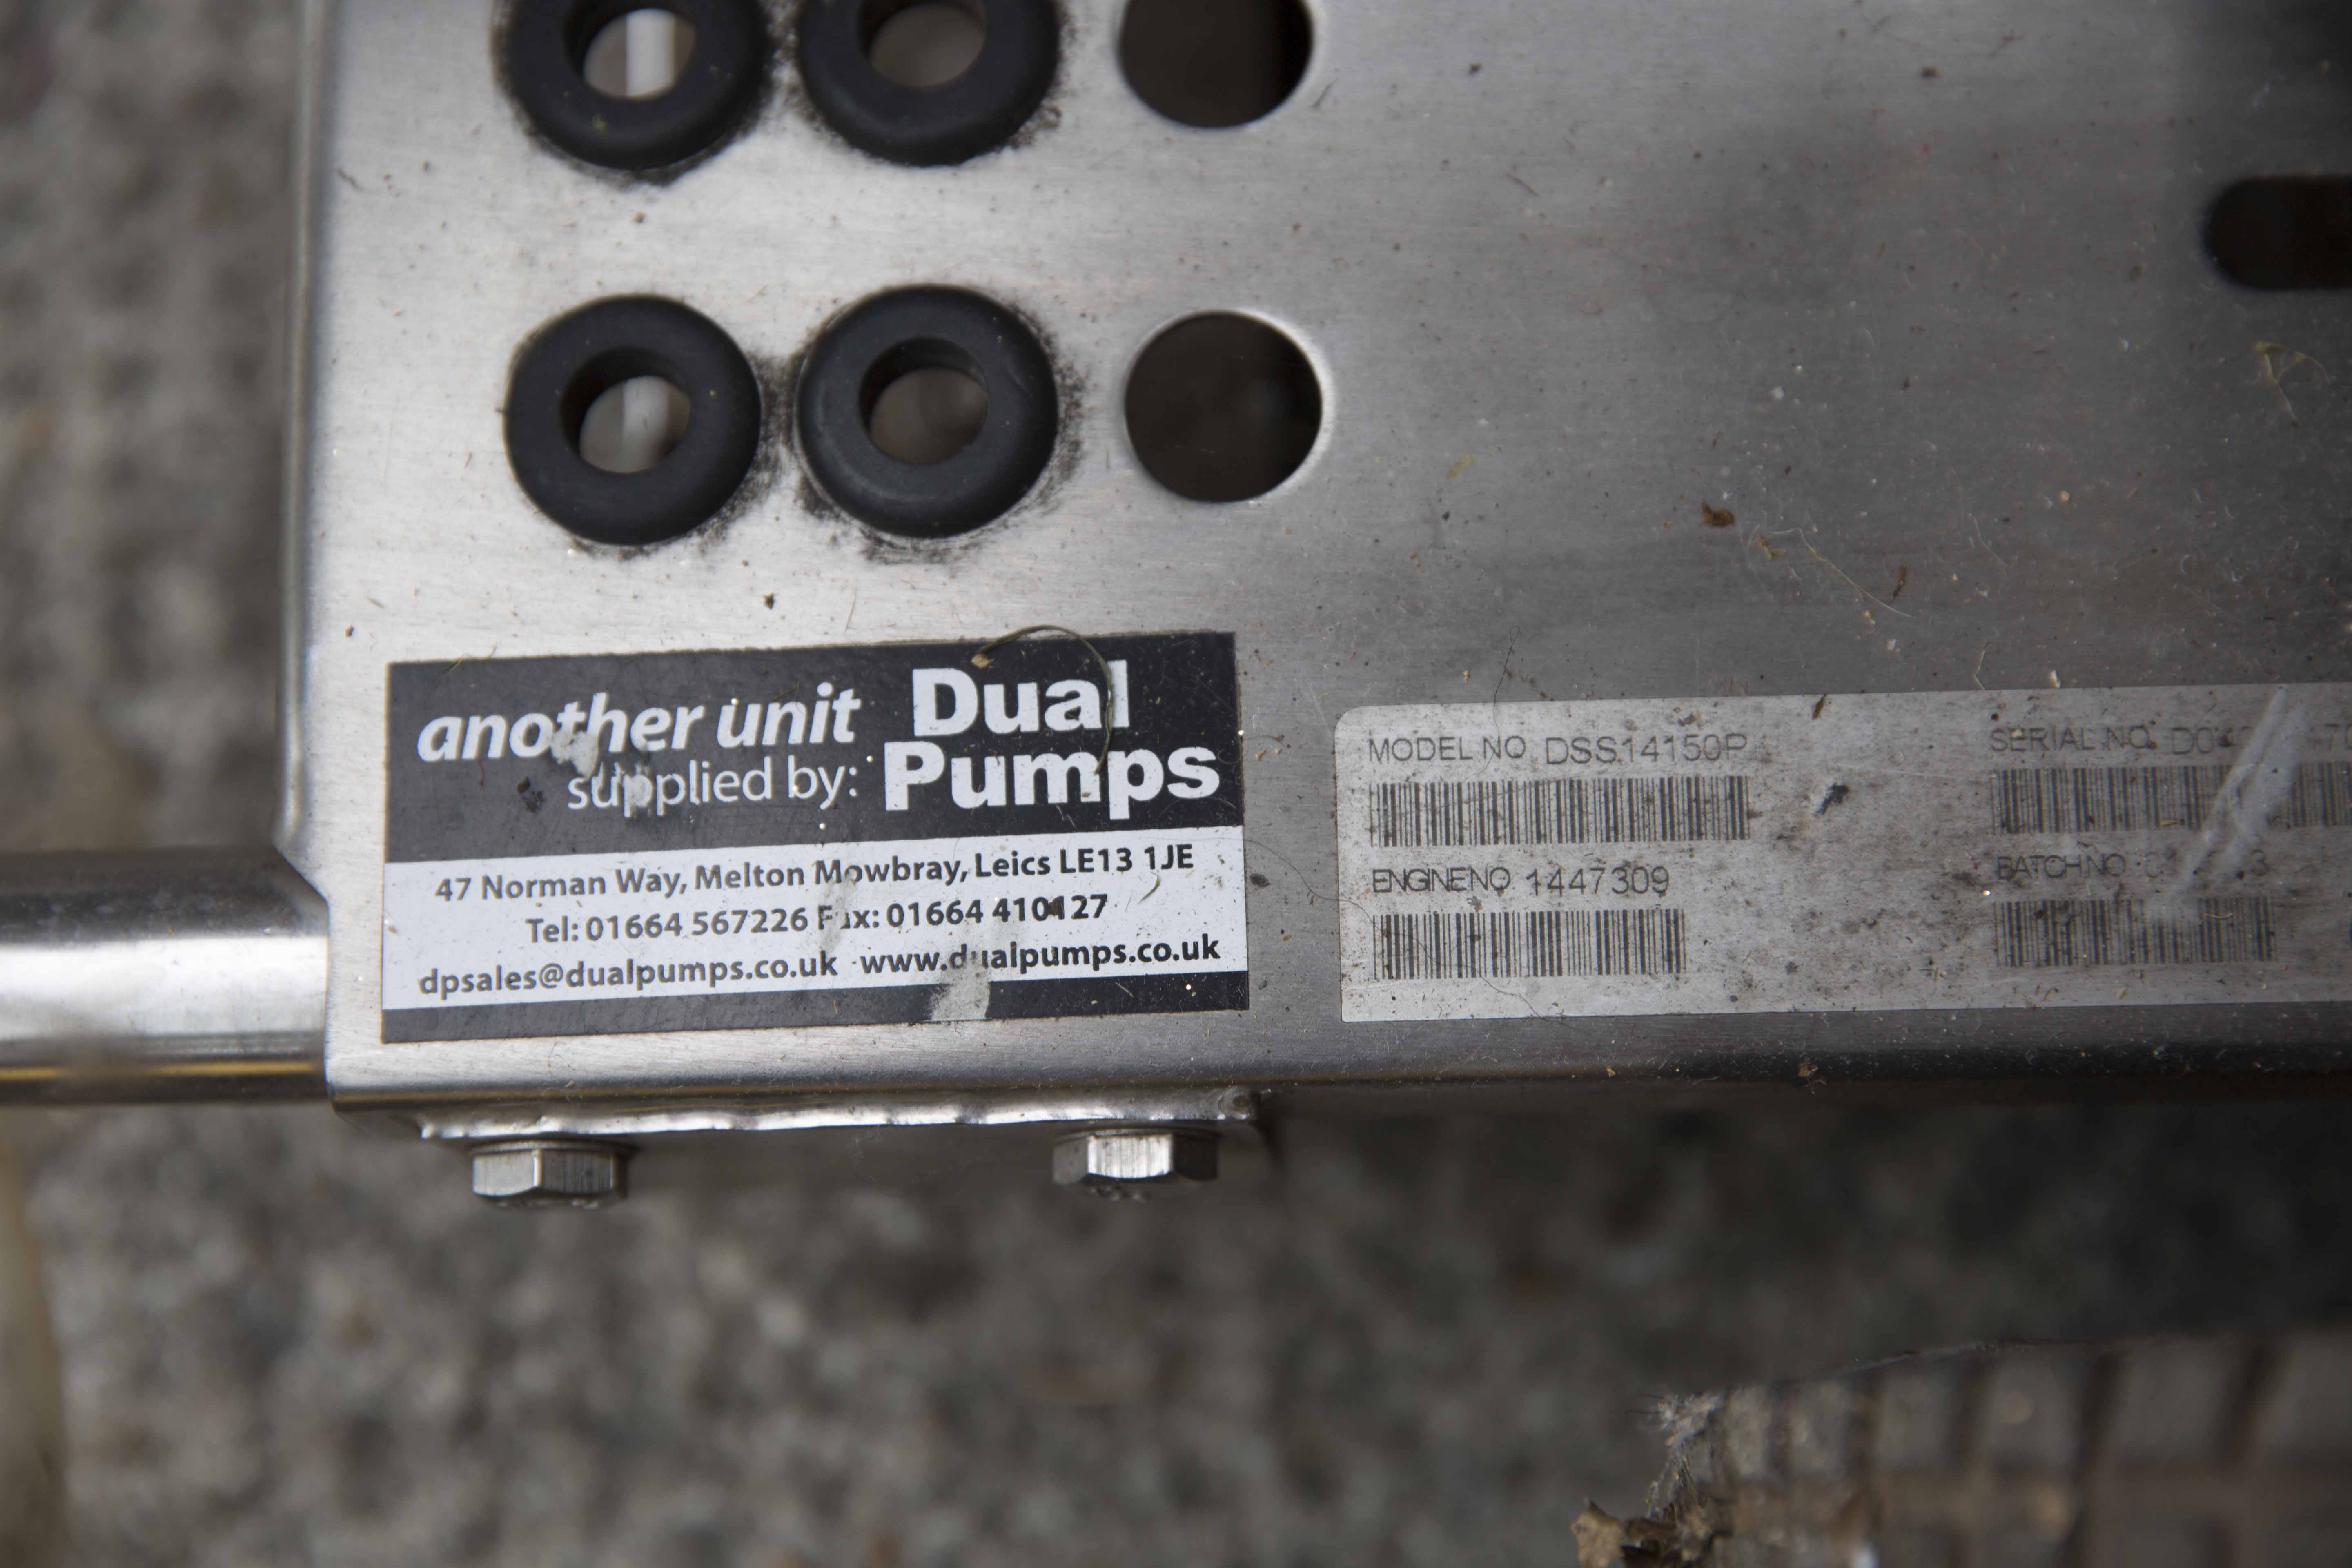 another unit
supplied by:
Dual
Pumps
47 Norman Way, Melton Mowbray, Leics LE13 1JE
Tel: 01664 567226 Fax: 01664 410127
dpsales@dualpumps.co.uk www.dualpumps.co.uk
MODEL NO DSS14150P
SERIAL NO
ENGINE NO 1447309
BATCH NO